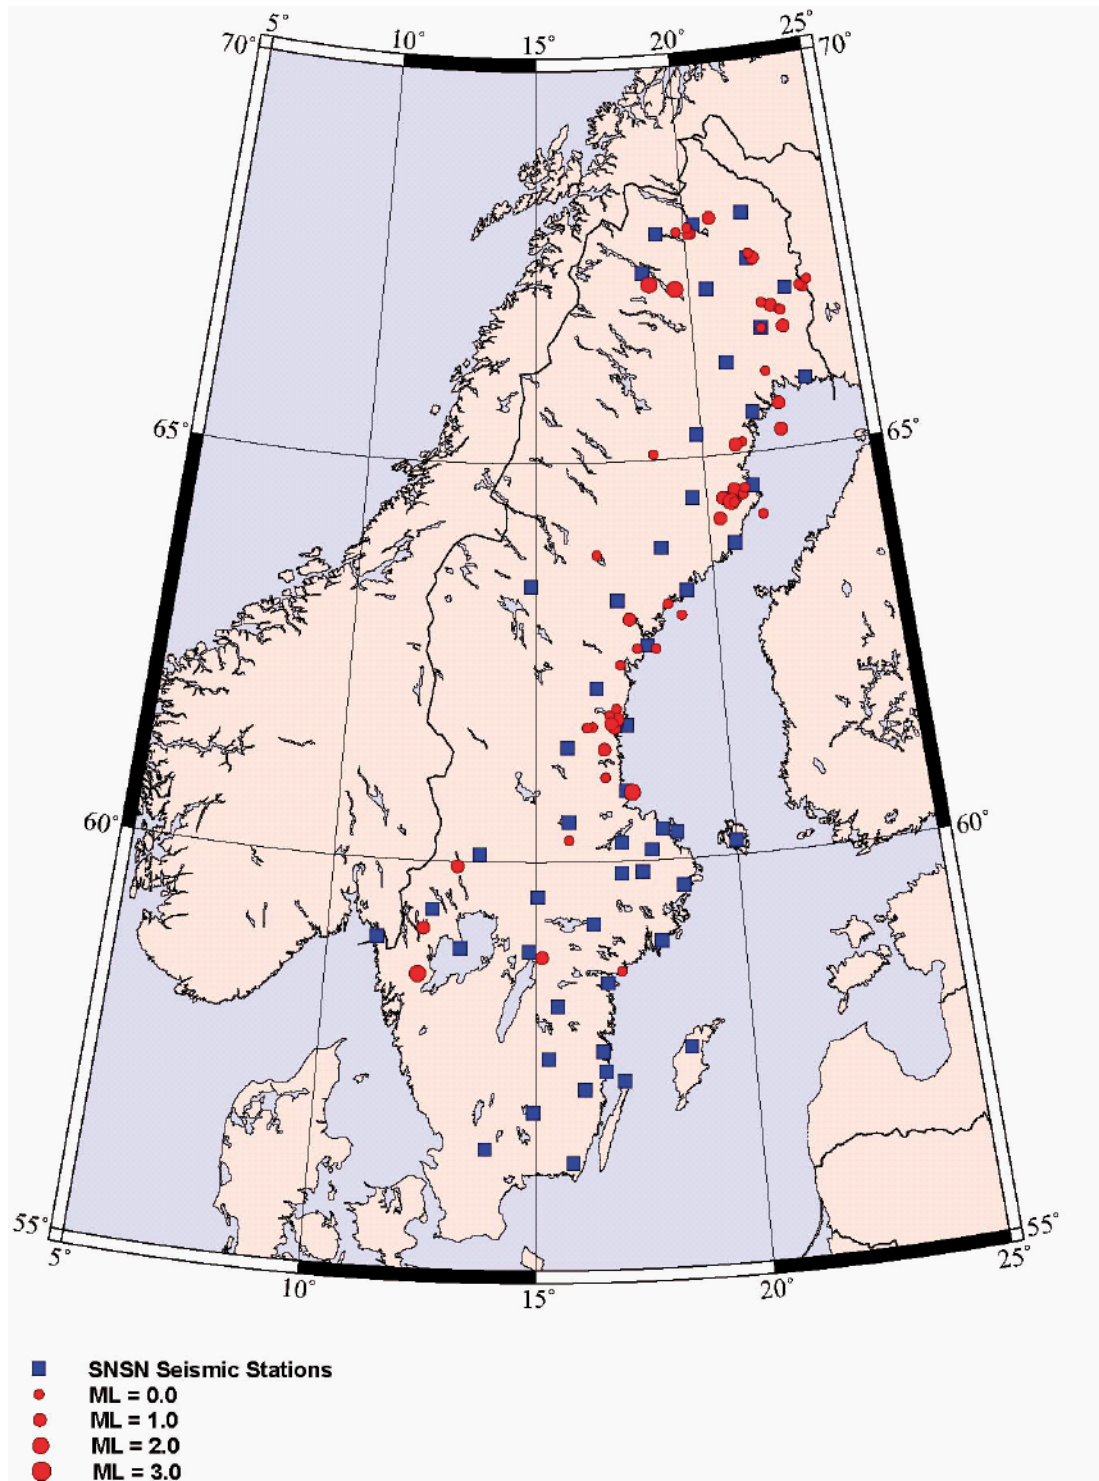 5° 10° 15° 20° 25°
70° 70°
65° 65°
60° 60°
55° 55°
5° 10° 15° 20° 25°
SNSN Seismic Stations
ML = 0.0
ML = 1.0
ML = 2.0
ML = 3.0